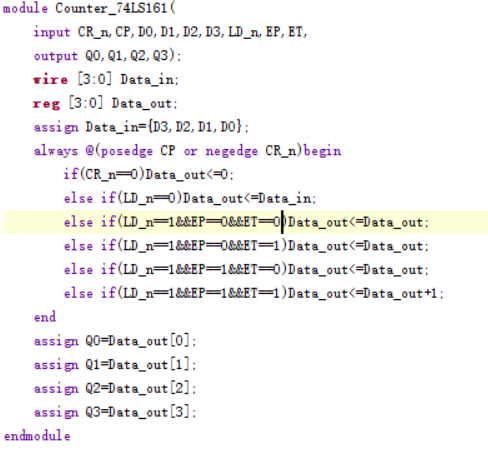 module Counter_74LS161(
input CR_n,CP,D0,D1,D2,D3,LD_n,EP,ET,
output Q0,Q1,Q2,Q3);
wire [3:0] Data_in;
reg [3:0] Data_out;
assign Data_in={D3,D2,D1,D0};
always @(posedge CP or negedge CR_n)begin
if(CR_n==0)Data_out<=0;
else if(LD_n==0)Data_out<=Data_in;
else if(LD_n==1&&EP==0&&ET==0)Data_out<=Data_out;
else if(LD_n==1&&EP==0&&ET==1)Data_out<=Data_out;
else if(LD_n==1&&EP==1&&ET==0)Data_out<=Data_out;
else if(LD_n==1&&EP==1&&ET==1)Data_out<=Data_out+1;
end
assign Q0=Data_out[0];
assign Q1=Data_out[1];
assign Q2=Data_out[2];
assign Q3=Data_out[3];
endmodule